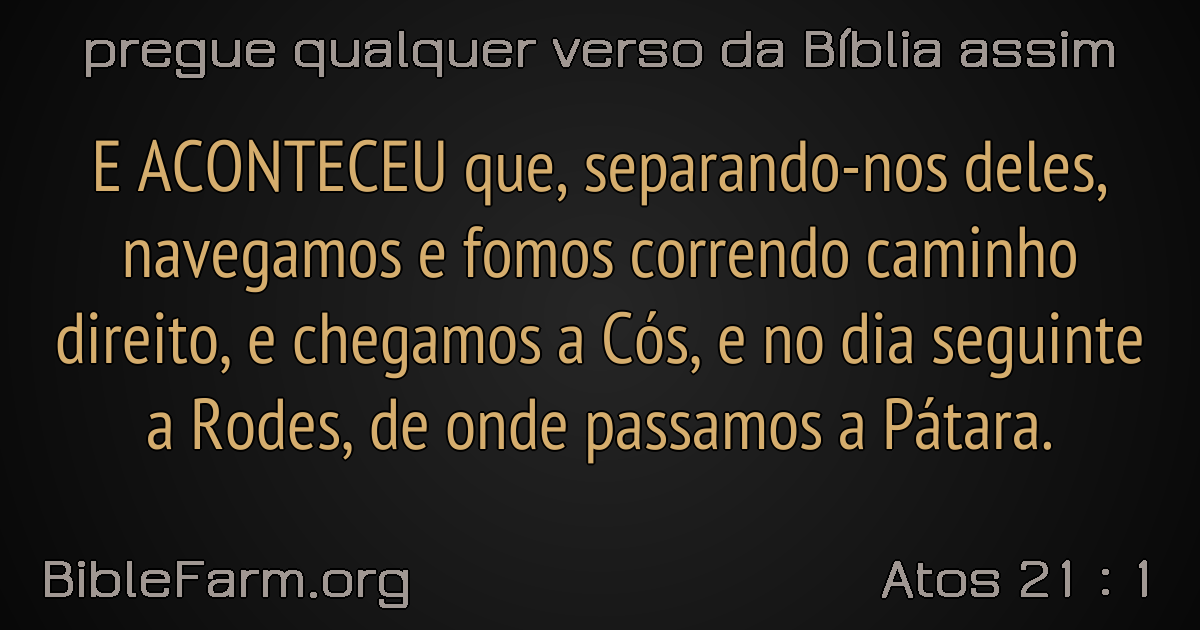 pregue qualquer verso da Bíblia assim
E ACONTECEU que, separando-nos deles,
navegamos e fomos correndo caminho
direito, e chegamos a Cós, e no dia seguinte
a Rodes, de onde passamos a Pátara.
BibleFarm.org
Atos 21 : 1